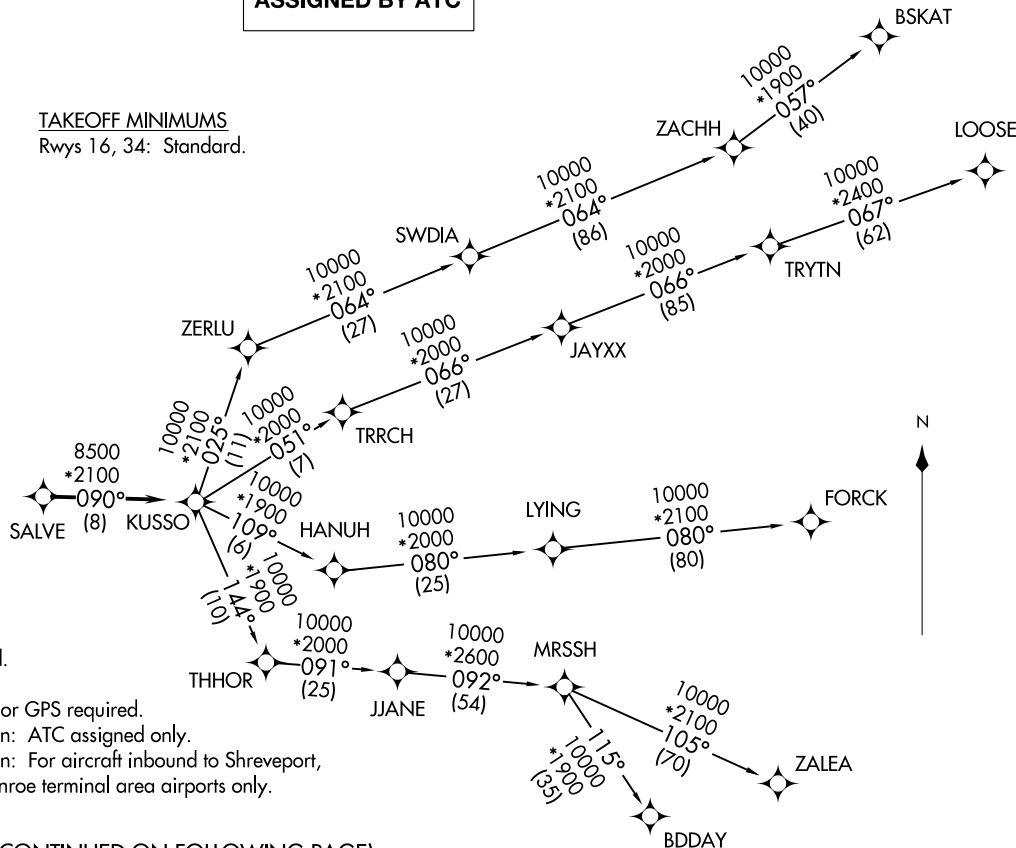 ASSIGNED BY ATC
TAKEOFF MINIMUMS
Rwys 16, 34: Standard.
BSKAT
10000
*1900
057°
(40)
ZACHH
LOOSE
10000
*2100
064°
(86)
10000
*2400
067°
(62)
SWDIA
TRYTN
10000
*2100
064°
(27)
10000
*2000
066°
(85)
ZERLU
JAYXX
10000
*2000
066°
(27)
10000
*2100
025°
(11)
10000
*2000
051°
(7)
TRRCH
N
8500
*2100
090°
(8)
SALVE
KUSSO
10000
*1900
109°
(6)
HANUH
10000
*2000
080°
(25)
LYING
10000
*2100
080°
(80)
FORCK
10000
*1900
144°
(10)
THHOR
10000
*2000
091°
(25)
JJANE
10000
*2600
092°
(54)
MRSSH
10000
*2100
105°
(70)
ZALEA
115°
10000
*1900
(35)
BDDAY
or GPS required.
n: ATC assigned only.
n: For aircraft inbound to Shreveport,
nroe terminal area airports only.
CONTINUED ON FOLLOWING PAGE)